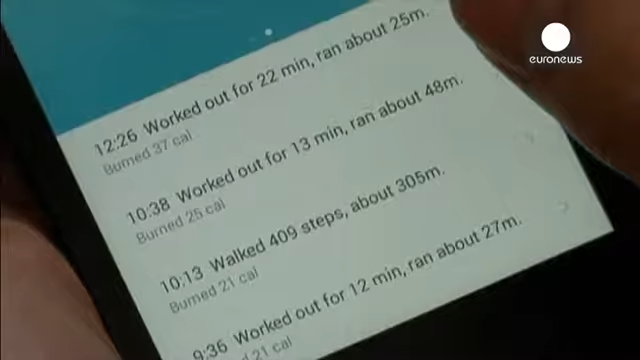 euronews
12:26 Worked out for 22 min, ran about 25m.
Burned 37 cal
10:38 Worked out for 13 min, ran about 48m.
Burned 25 cal
10:13 Walked 409 steps, about 305m.
Burned 21 cal
9:36 Worked out for 12 min, ran about 27m.
21 cal